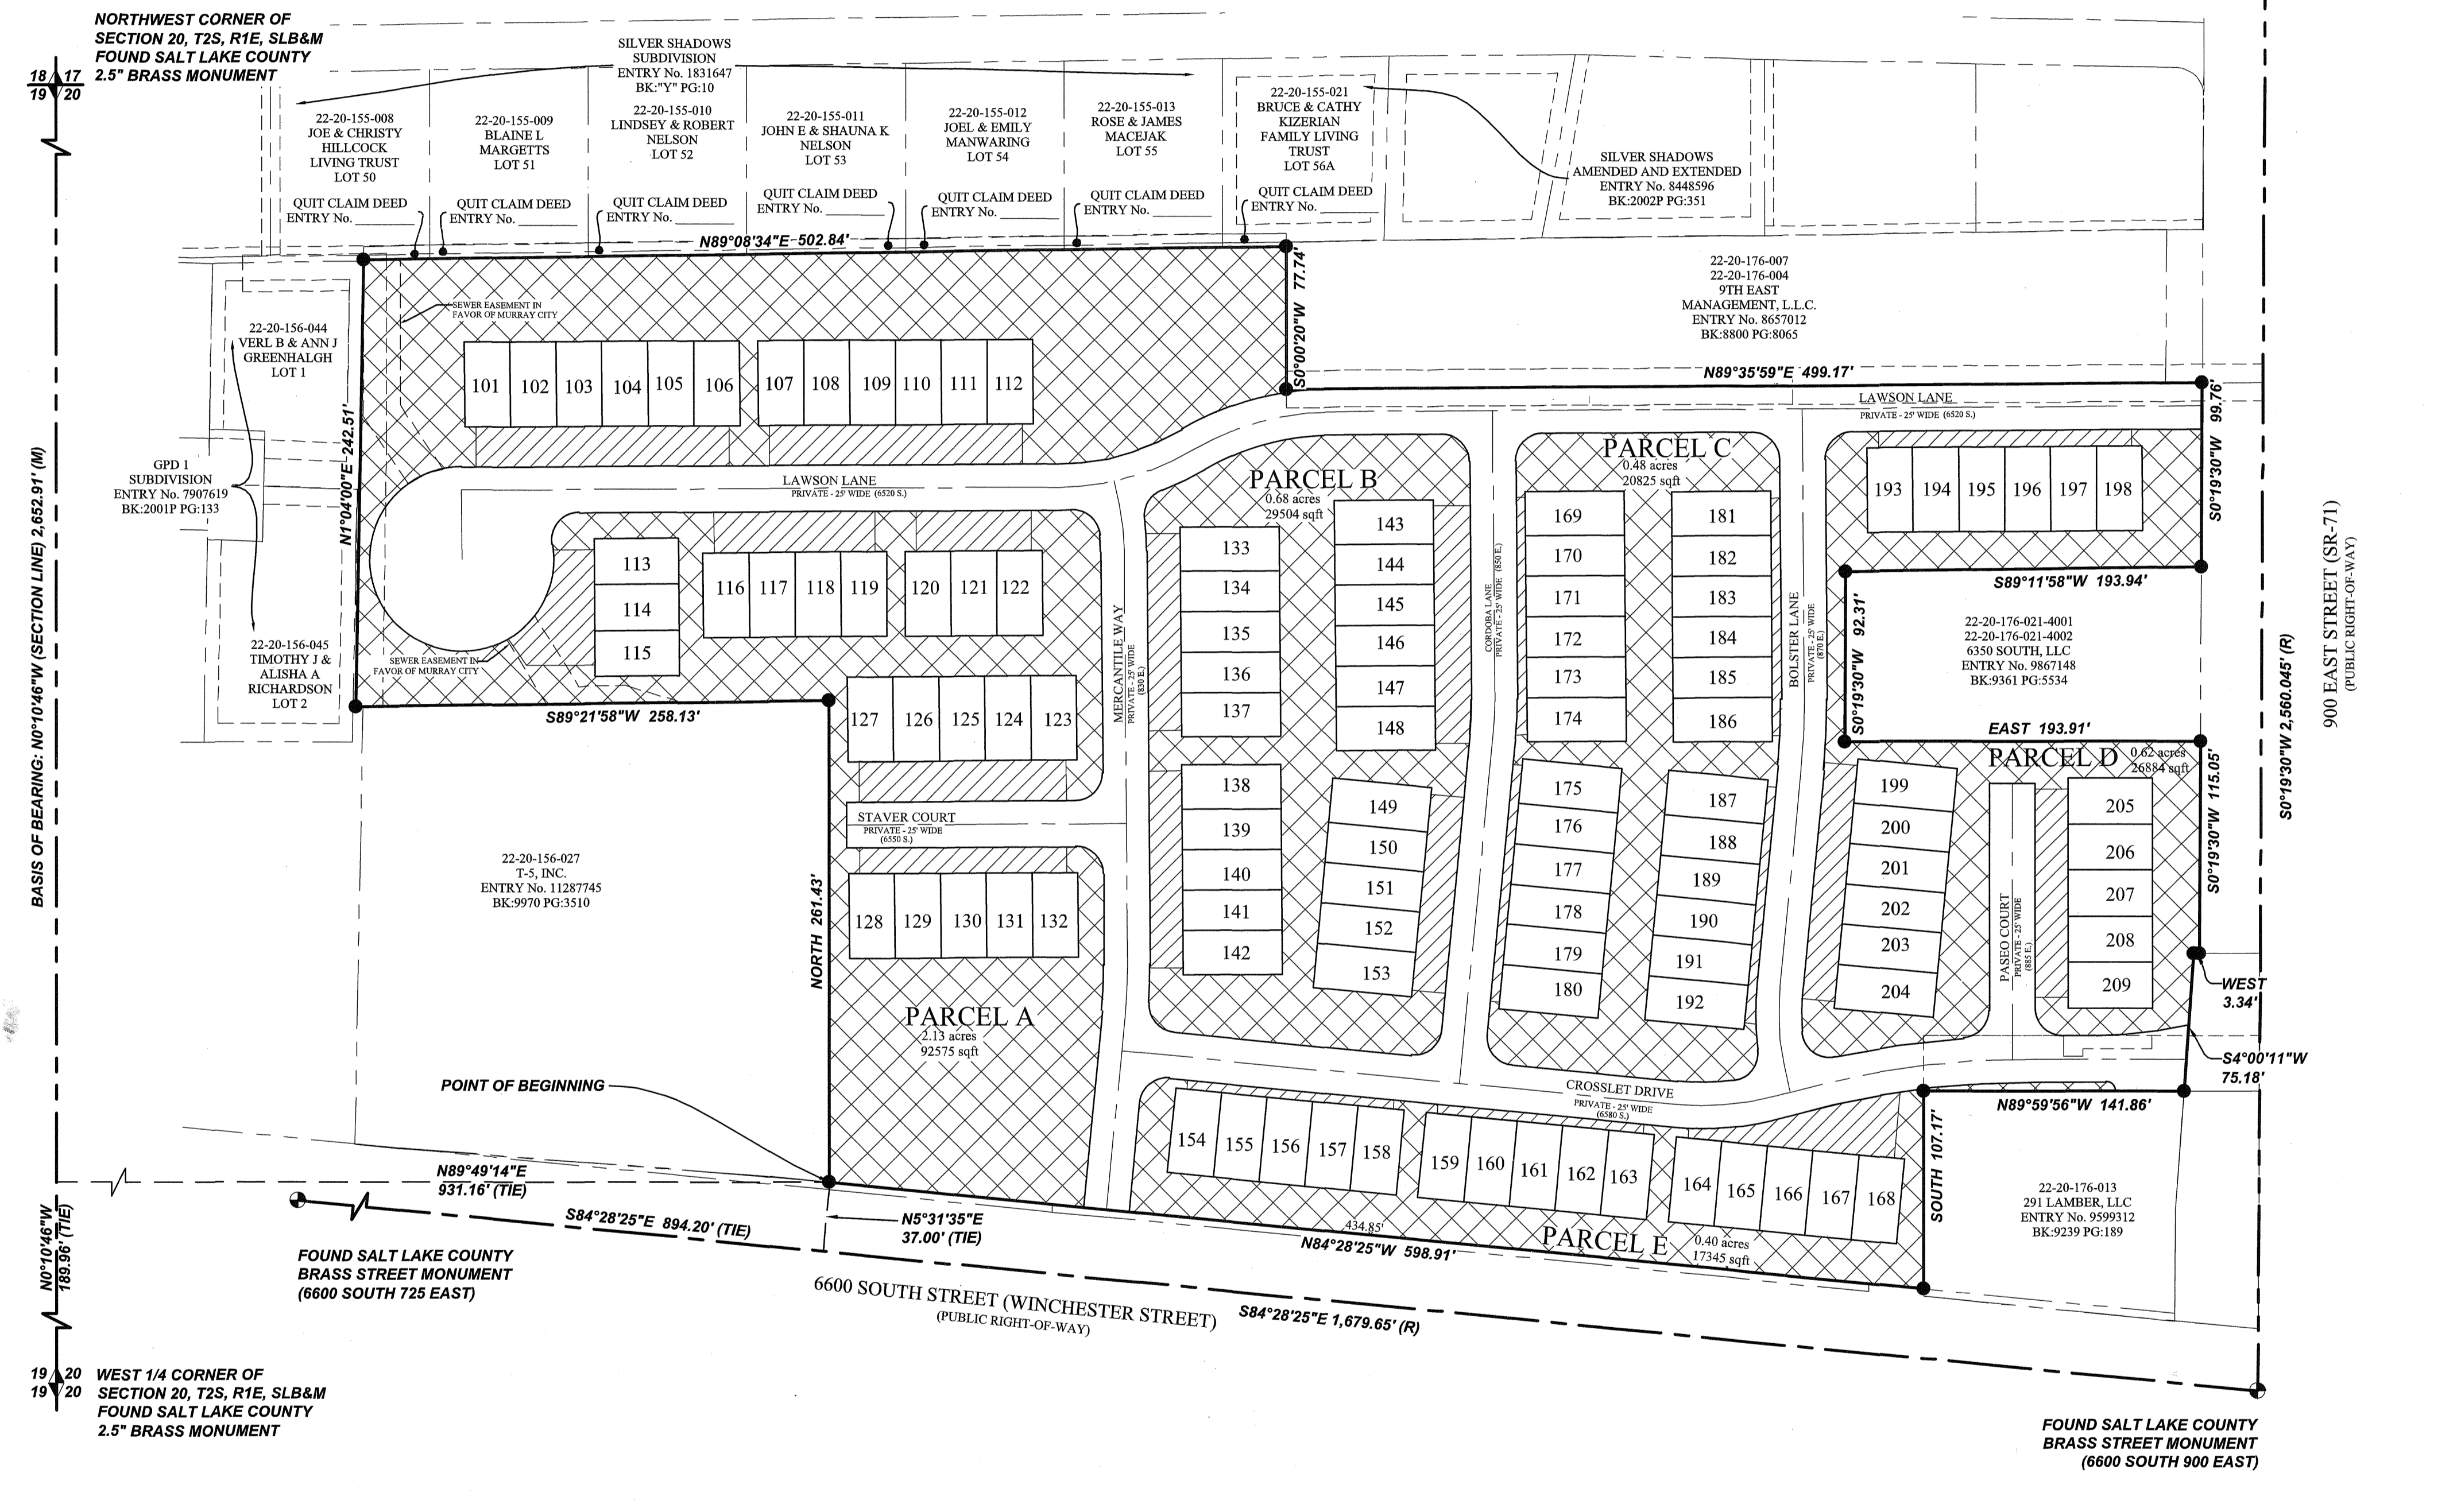 NORTHWEST CORNER OF
SECTION 20, T2S, R1E, SLB&M
FOUND SALT LAKE COUNTY
2.5" BRASS MONUMENT
18 17
19 20
SILVER SHADOWS
SUBDIVISION
ENTRY No. 1831647
BK:"Y" PG:10
22-20-155-008
JOE & CHRISTY
HILLCOCK
LIVING TRUST
LOT 50
22-20-155-009
BLAINE L
MARGETTS
LOT 51
22-20-155-010
LINDSEY & ROBERT
NELSON
LOT 52
22-20-155-011
JOHN E & SHAUNA K
NELSON
LOT 53
22-20-155-012
JOEL & EMILY
MANWARING
LOT 54
22-20-155-013
ROSE & JAMES
MACEJAK
LOT 55
22-20-155-021
BRUCE & CATHY
KIZERIAN
FAMILY LIVING
TRUST
LOT 56A
SILVER SHADOWS
AMENDED AND EXTENDED
ENTRY No. 8448596
BK:2002P PG:351
QUIT CLAIM DEED
ENTRY No. ________
QUIT CLAIM DEED
ENTRY No. ________
QUIT CLAIM DEED
ENTRY No. ________
QUIT CLAIM DEED
ENTRY No. ________
QUIT CLAIM DEED
ENTRY No. ________
QUIT CLAIM DEED
ENTRY No. ________
QUIT CLAIM DEED
ENTRY No. ________
N89°08'34"E 502.84'
S0°00'20"W 77.74'
22-20-176-007
22-20-176-004
9TH EAST
MANAGEMENT, L.L.C.
ENTRY No. 8657012
BK:8800 PG:8065
N89°35'59"E 499.17'
LAWSON LANE
PRIVATE - 25' WIDE (6520 S.)
S0°19'30"W 99.76'
SEWER EASEMENT IN
FAVOR OF MURRAY CITY
22-20-156-044
VERL B & ANN J
GREENHALGH
LOT 1
N1°04'00"E 242.51'
GPD 1
SUBDIVISION
ENTRY No. 7907619
BK:2001P PG:133
22-20-156-045
TIMOTHY J &
ALISHA A
RICHARDSON
LOT 2
BASIS OF BEARING: N0°10'46"W (SECTION LINE) 2,652.91' (M)
101 102 103 104 105 106 107 108 109 110 111 112
LAWSON LANE
PRIVATE - 25' WIDE (6520 S.)
113
114
115
116 117 118 119 120 121 122
SEWER EASEMENT IN
FAVOR OF MURRAY CITY
S89°21'58"W 258.13'
127 126 125 124 123
STAVER COURT
PRIVATE - 25' WIDE
(6550 S.)
128 129 130 131 132
MERCANTILE WAY
PRIVATE - 25' WIDE
(830 E.)
PARCEL A
2.13 acres
92575 sqft
NORTH 261.43'
22-20-156-027
T-5, INC.
ENTRY No. 11287745
BK:9970 PG:3510
PARCEL B
0.68 acres
29504 sqft
133
134
135
136
137
138
139
140
141
142
143
144
145
146
147
148
149
150
151
152
153
CORDOBA LANE
PRIVATE - 25' WIDE (850 E.)
PARCEL C
0.48 acres
20825 sqft
169
170
171
172
173
174
175
176
177
178
179
180
181
182
183
184
185
186
187
188
189
190
191
192
BOLSTER LANE
PRIVATE - 25' WIDE
(870 E.)
193 194 195 196 197 198
S89°11'58"W 193.94'
S0°19'30"W 92.31'
22-20-176-021-4001
22-20-176-021-4002
6350 SOUTH, LLC
ENTRY No. 9867148
BK:9361 PG:5534
EAST 193.91'
PARCEL D
0.62 acres
26884 sqft
199
200
201
202
203
204
PASEO COURT
PRIVATE - 25' WIDE
(885 E.)
205
206
207
208
209
S0°19'30"W 115.05'
WEST
3.34'
S4°00'11"W
75.18'
S0°19'30"W 2,560.045' (R)
900 EAST STREET (SR-71)
(PUBLIC RIGHT-OF-WAY)
CROSSLET DRIVE
PRIVATE - 25' WIDE
(6580 S.)
N89°59'56"W 141.86'
SOUTH 107.17'
154 155 156 157 158 159 160 161 162 163 164 165 166 167 168
PARCEL E
0.40 acres
17345 sqft
434.85'
N84°28'25"W 598.91'
22-20-176-013
291 LAMBER, LLC
ENTRY No. 9599312
BK:9239 PG:189
POINT OF BEGINNING
N89°49'14"E
931.16' (TIE)
N0°10'46"W
189.96' (TIE)
S84°28'25"E 894.20' (TIE)
N5°31'35"E
37.00' (TIE)
FOUND SALT LAKE COUNTY
BRASS STREET MONUMENT
(6600 SOUTH 725 EAST)
6600 SOUTH STREET (WINCHESTER STREET)
(PUBLIC RIGHT-OF-WAY)
S84°28'25"E 1,679.65' (R)
19 20
19 20
WEST 1/4 CORNER OF
SECTION 20, T2S, R1E, SLB&M
FOUND SALT LAKE COUNTY
2.5" BRASS MONUMENT
FOUND SALT LAKE COUNTY
BRASS STREET MONUMENT
(6600 SOUTH 900 EAST)